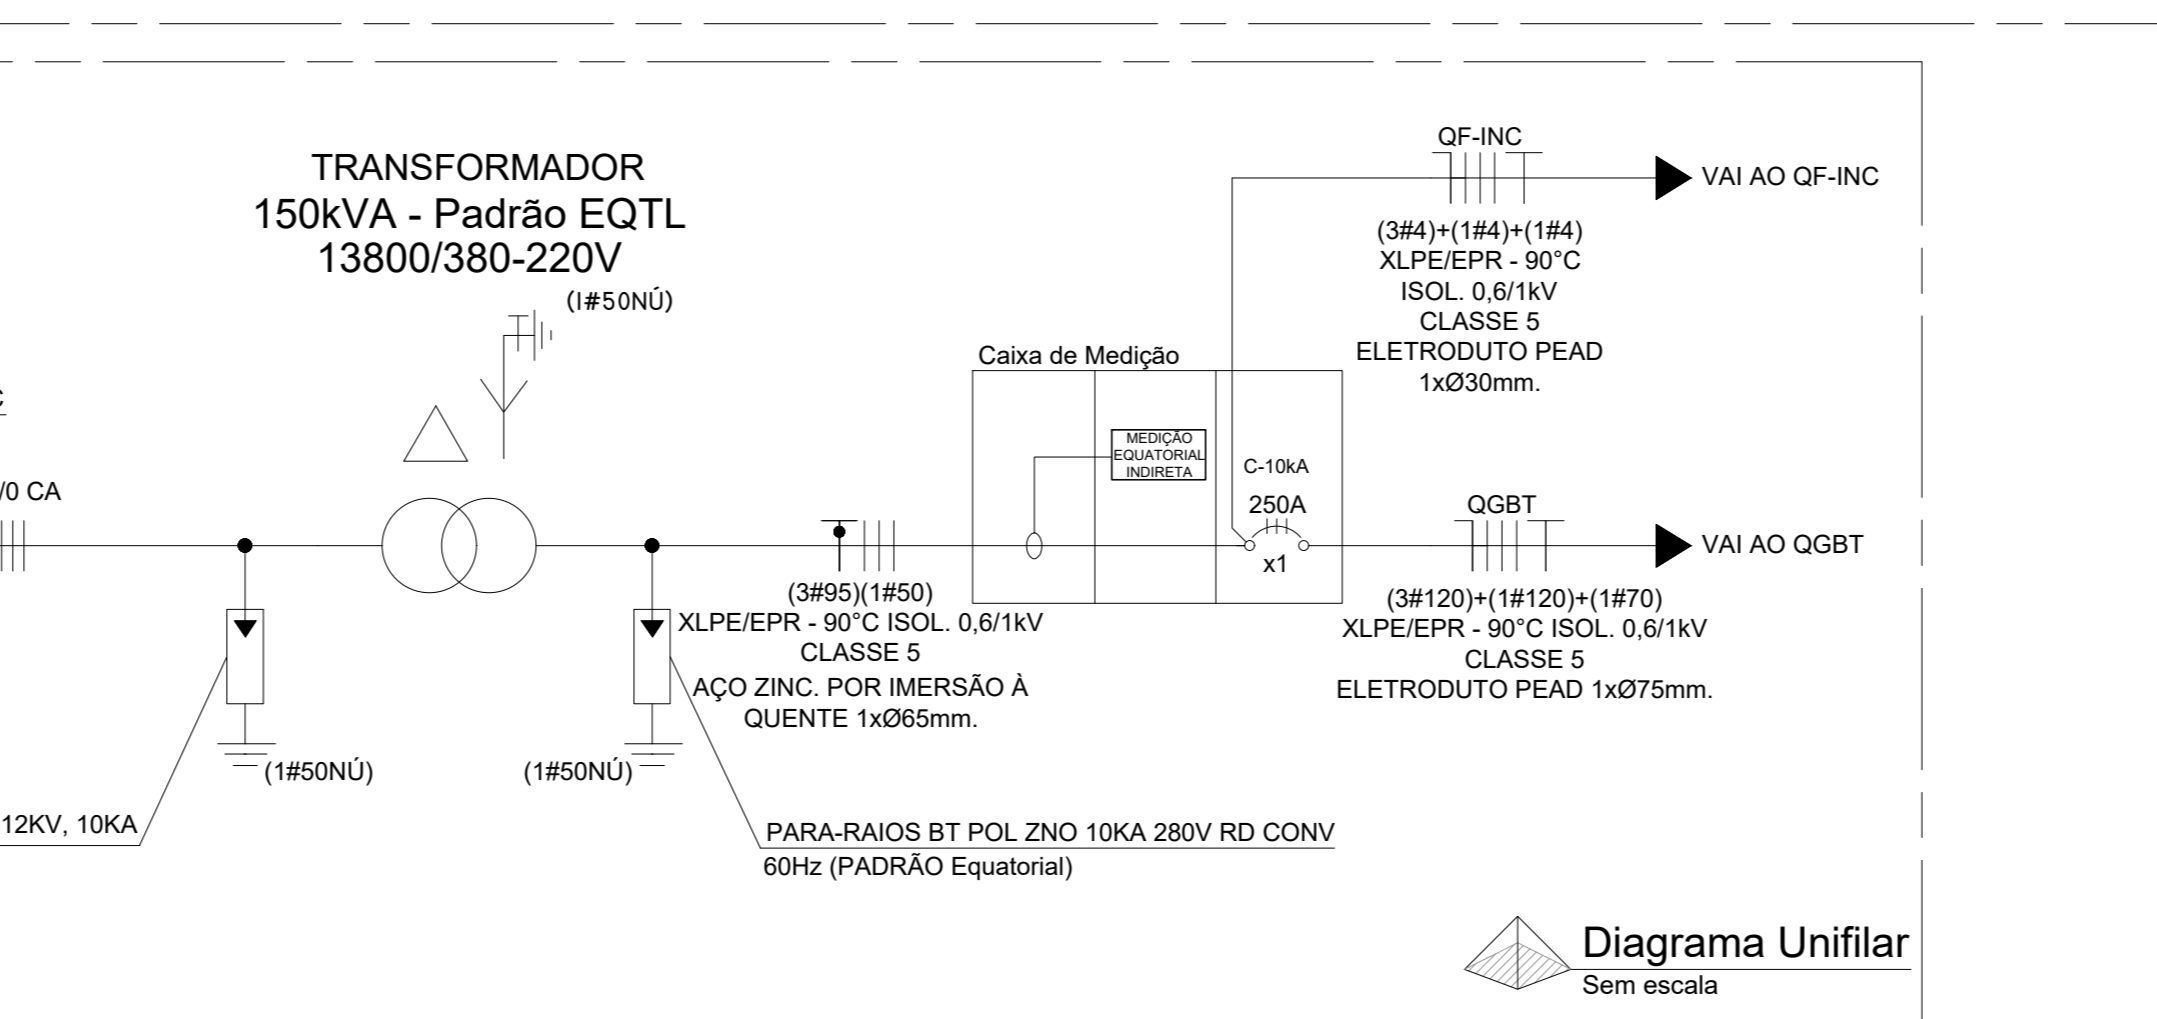 TRANSFORMADOR
150kVA - Padrão EQTL
13800/380-220V
(I#50NÚ)
/0 CA
(1#50NÚ)
(1#50NÚ)
12KV, 10KA
(3#95)(1#50)
XLPE/EPR - 90°C ISOL. 0,6/1kV
CLASSE 5
AÇO ZINC. POR IMERSÃO À
QUENTE 1xØ65mm.
PARA-RAIOS BT POL ZNO 10KA 280V RD CONV
60Hz (PADRÃO Equatorial)
Caixa de Medição
MEDIÇÃO
EQUATORIAL
INDIRETA
C-10kA
250A
x1
QF-INC
VAI AO QF-INC
(3#4)+(1#4)+(1#4)
XLPE/EPR - 90°C
ISOL. 0,6/1kV
CLASSE 5
ELETRODUTO PEAD
1xØ30mm.
QGBT
VAI AO QGBT
(3#120)+(1#120)+(1#70)
XLPE/EPR - 90°C ISOL. 0,6/1kV
CLASSE 5
ELETRODUTO PEAD 1xØ75mm.
Diagrama Unifilar
Sem escala